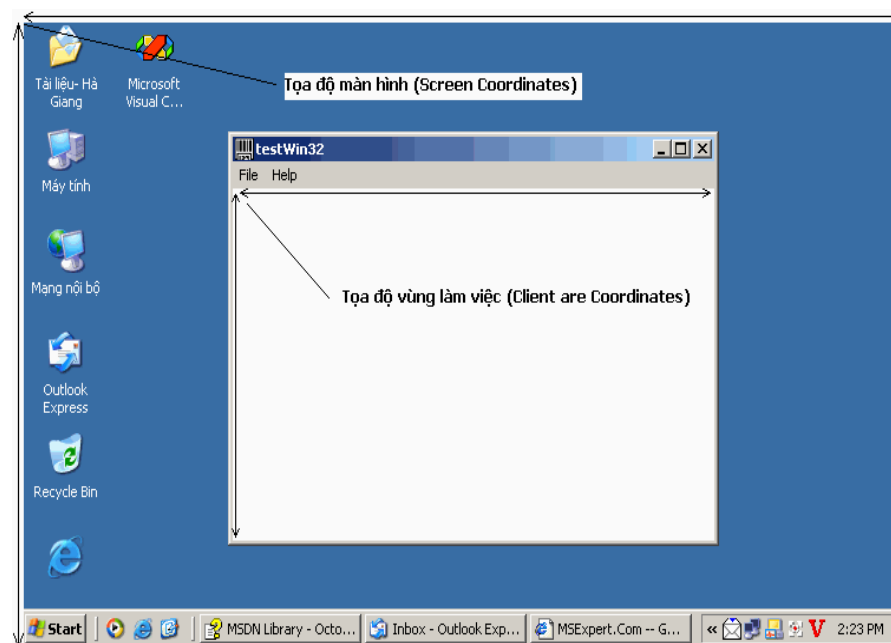 Tài liệu- Hà
Giang
Microsoft
Visual C...
Tọa độ màn hình (Screen Coordinates)
testWin32
File Help
Máy tính
Tọa độ vùng làm việc (Client are Coordinates)
Mạng nội bộ
Outlook
Express
Recycle Bin
Start
MSDN Library - Octo...
Inbox - Outlook Exp...
MSExpert.Com -- G...
«
V
2:23 PM